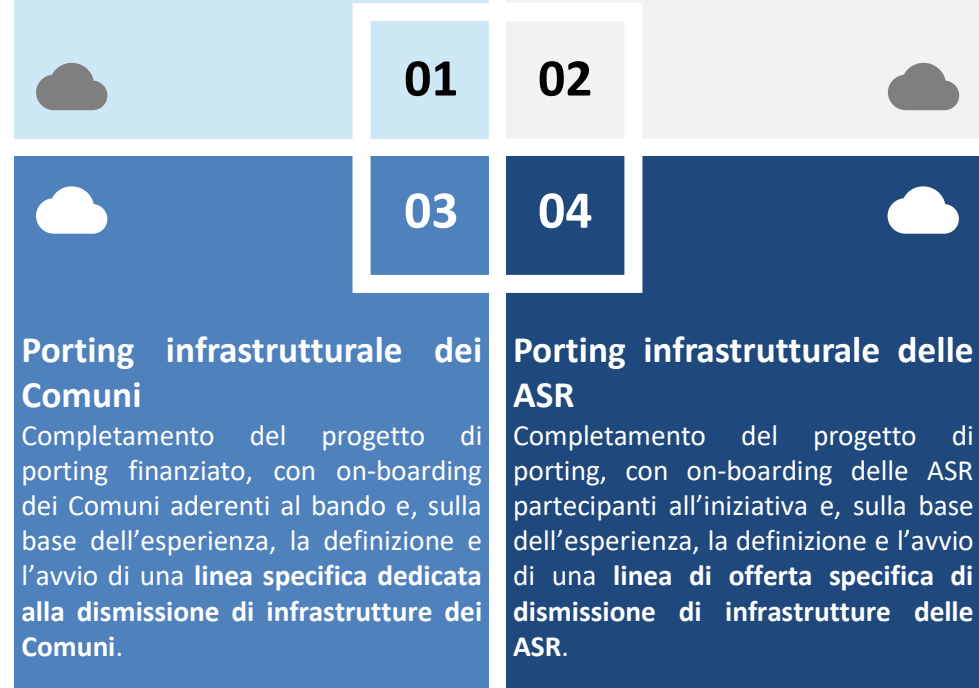 01
02
03
04
Porting infrastrutturale dei
Comuni
Completamento del progetto di
porting finanziato, con on-boarding
dei Comuni aderenti al bando e, sulla
base dell’esperienza, la definizione e
l’avvio di una linea specifica dedicata
alla dismissione di infrastrutture dei
Comuni.
Porting infrastrutturale delle
ASR
Completamento del progetto di
porting, con on-boarding delle ASR
partecipanti all’iniziativa e, sulla base
dell’esperienza, la definizione e l’avvio
di una linea di offerta specifica di
dismissione di infrastrutture delle
ASR.